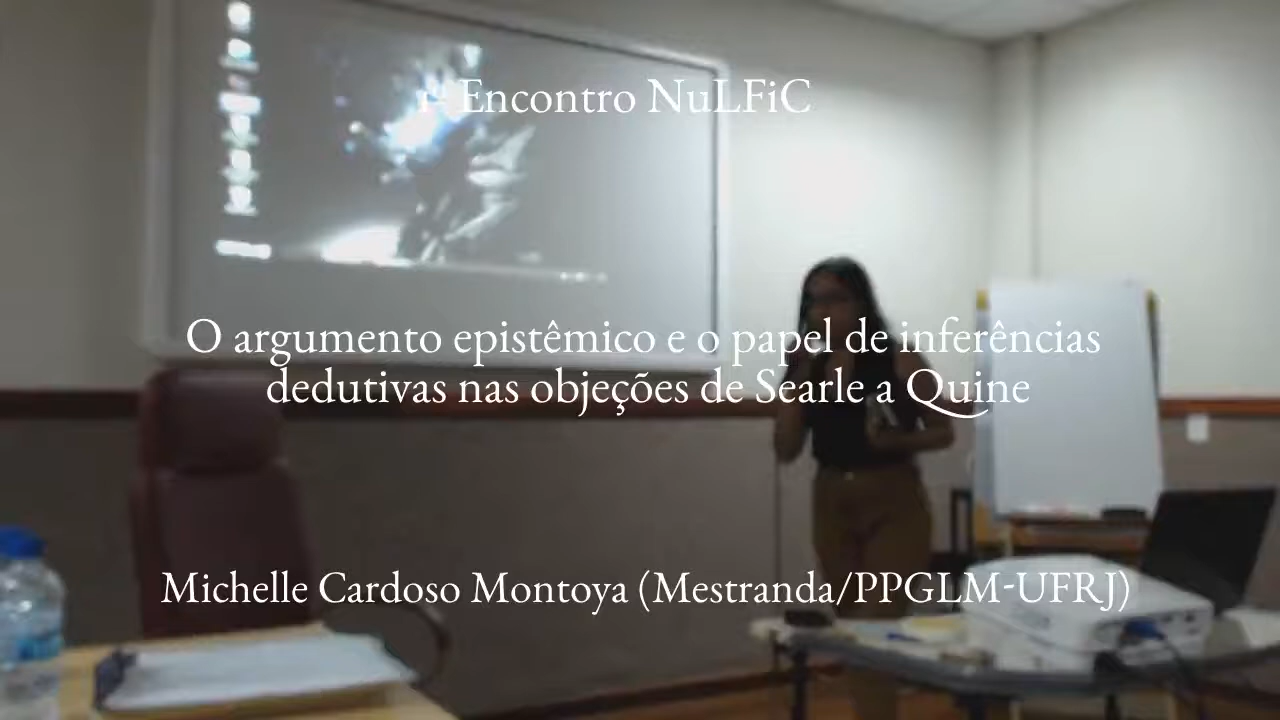 1º Encontro NuLFiC
O argumento epistêmico e o papel de inferências
dedutivas nas objeções de Searle a Quine
Michelle Cardoso Montoya (Mestranda/PPGLM-UFRJ)